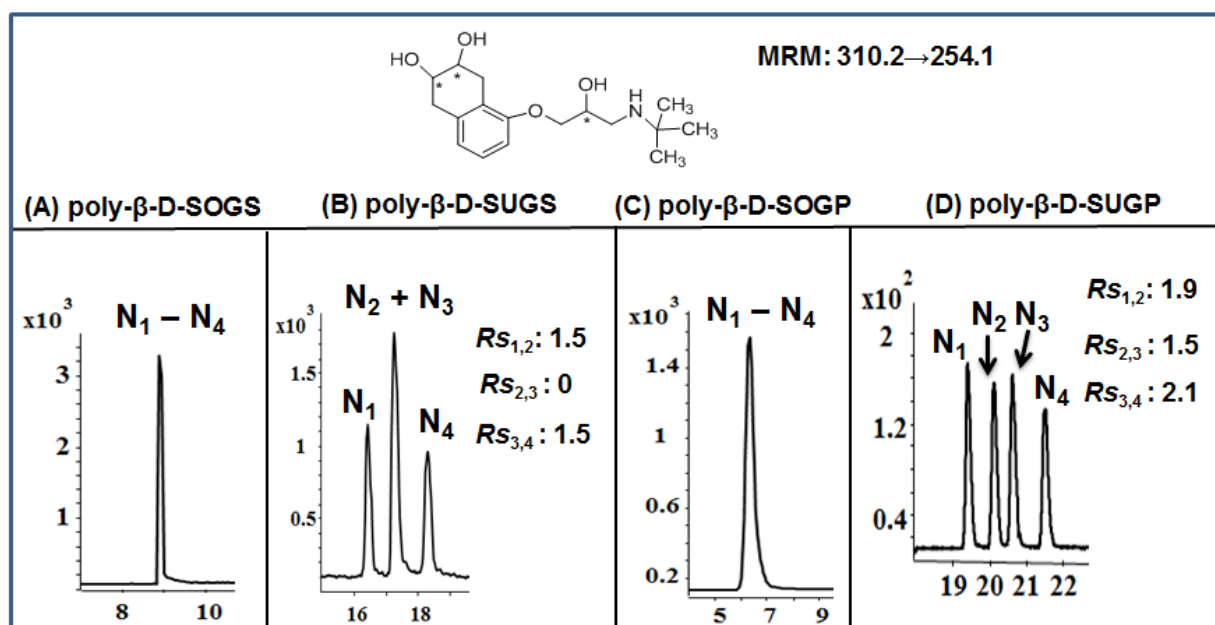 MRM: 310.2→254.1
HO
OH
*
*
O
OH
*
H
N
CH₃
CH₃
CH₃
(A) poly-β-D-SOGS
(B) poly-β-D-SUGS
(C) poly-β-D-SOGP
(D) poly-β-D-SUGP
x10³
N₁ – N₄
3
2
1
8 10
x10³
N₂ + N₃
1.5
1
0.5
N₁
N₄
Rs₁,₂: 1.5
Rs₂,₃ : 0
Rs₃,₄ : 1.5
16 18
x10³
N₁ – N₄
1.4
1
0.6
0.2
5 7 9
x10²
2
1.2
0.4
N₁
N₂ N₃
N₄
Rs₁,₂: 1.9
Rs₂,₃ : 1.5
Rs₃,₄ : 2.1
19 20 21 22